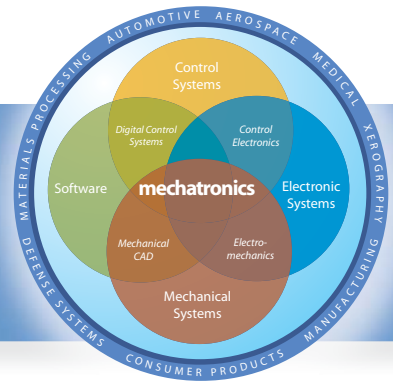 MATERIALS PROCESSING
AUTOMOTIVE
AEROSPACE
MEDICAL
XEROGRAPHY
MANUFACTURING
CONSUMER PRODUCTS
DEFENSE SYSTEMS
Control
Systems
Digital Control
Systems
Control
Electronics
Software
mechatronics
Electronic
Systems
Mechanical
CAD
Electro-
mechanics
Mechanical
Systems